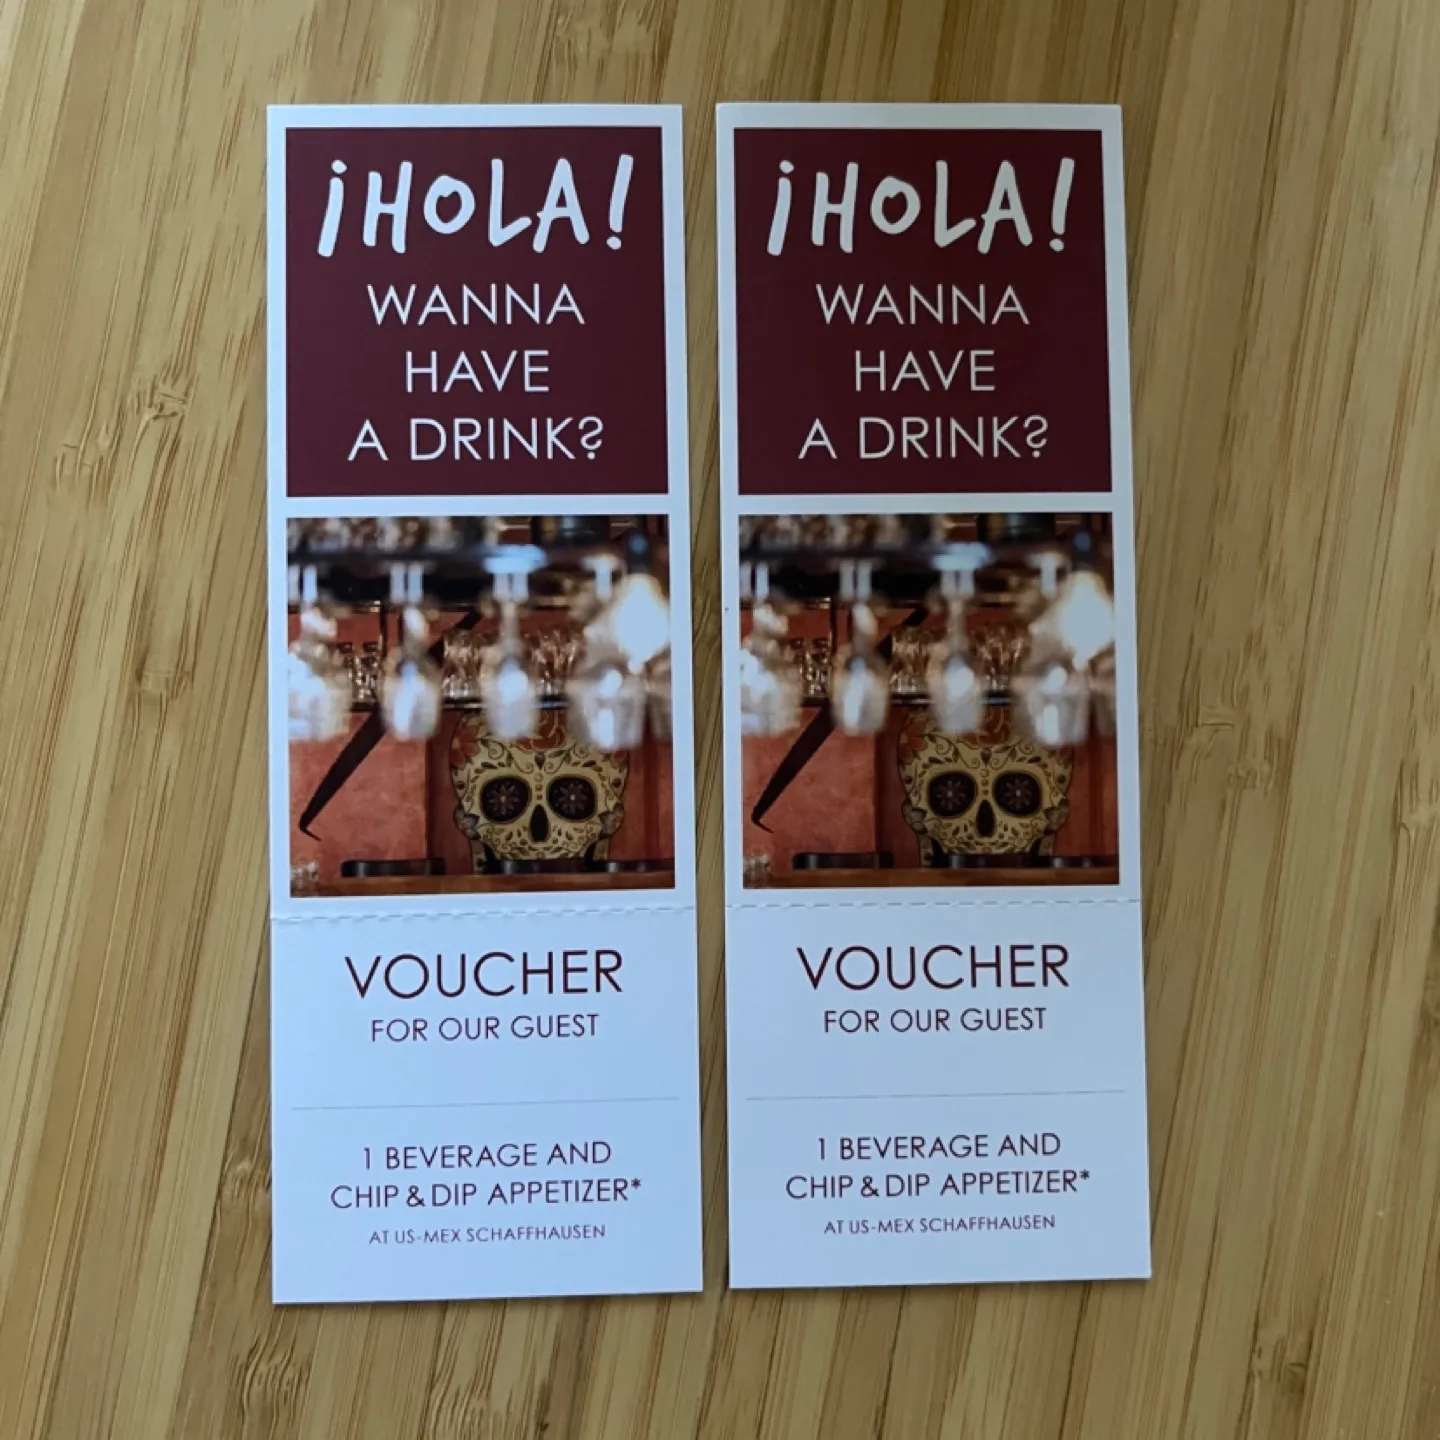 ¡HOLA!
WANNA
HAVE
A DRINK?
VOUCHER
FOR OUR GUEST
1 BEVERAGE AND
CHIP & DIP APPETIZER*
AT US-MEX SCHAFFHAUSEN
¡HOLA!
WANNA
HAVE
A DRINK?
VOUCHER
FOR OUR GUEST
1 BEVERAGE AND
CHIP & DIP APPETIZER*
AT US-MEX SCHAFFHAUSEN